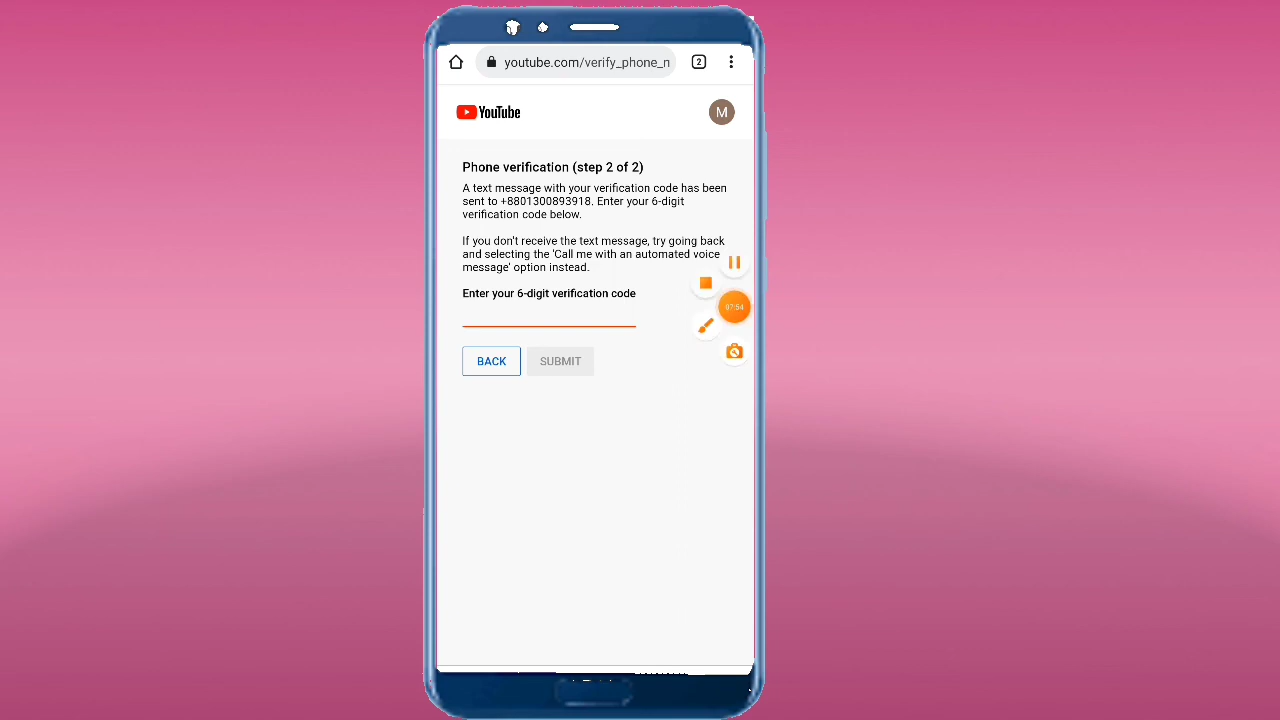 youtube.com/verify_phone_n
2
YouTube
M
Phone verification (step 2 of 2)
A text message with your verification code has been
sent to +8801300893918. Enter your 6-digit
verification code below.
If you don't receive the text message, try going back
and selecting the 'Call me with an automated voice
message' option instead.
Enter your 6-digit verification code
07:54
BACK
SUBMIT